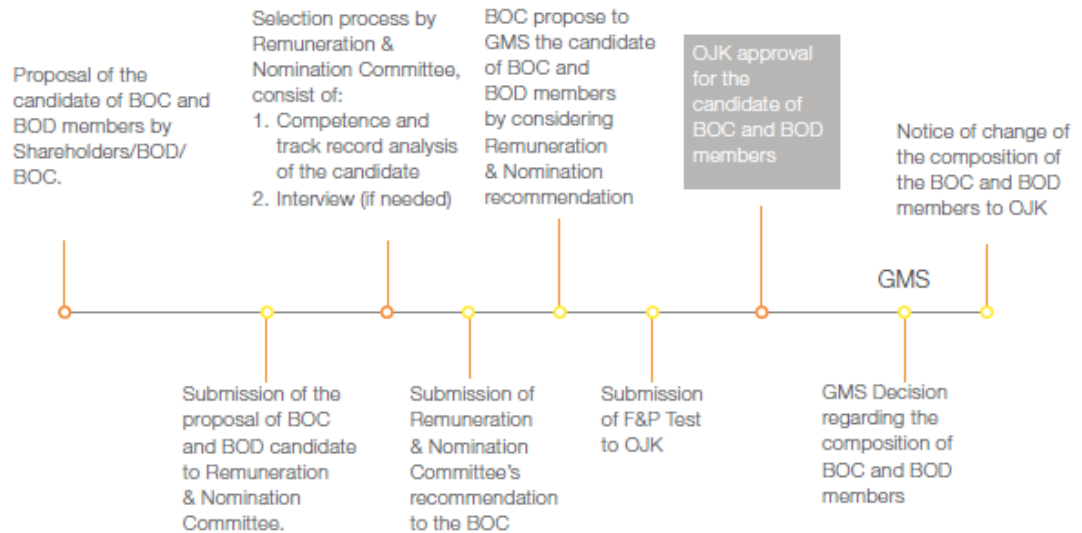 Proposal of the
candidate of BOC and
BOD members by
Shareholders/BOD/
BOC.
Submission of the
proposal of BOC
and BOD candidate
to Remuneration
& Nomination
Committee.
Selection process by
Remuneration &
Nomination Committee,
consist of:
1. Competence and
track record analysis
of the candidate
2. Interview (if needed)
Submission of
Remuneration
& Nomination
Committee's
recommendation
to the BOC
BOC propose to
GMS the candidate
of BOC and
BOD members
by considering
Remuneration
& Nomination
recommendation
Submission
of F&P Test
to OJK
OJK approval
for the
candidate of
BOC and BOD
members
GMS
GMS Decision
regarding the
composition of
BOC and BOD
members
Notice of change of
the composition of
the BOC and BOD
members to OJK